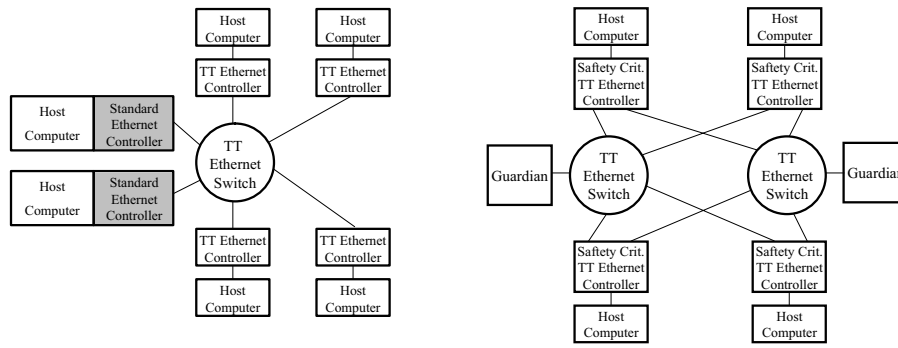 Host
Computer
TT Ethernet
Controller
Host
Computer
TT Ethernet
Controller
Host
Computer
Standard
Ethernet
Controller
Host
Computer
Standard
Ethernet
Controller
TT
Ethernet
Switch
TT Ethernet
Controller
Host
Computer
TT Ethernet
Controller
Host
Computer
Host
Computer
Saftety Crit.
TT Ethernet
Controller
Host
Computer
Saftety Crit.
TT Ethernet
Controller
Guardian
TT
Ethernet
Switch
TT
Ethernet
Switch
Guardian
Saftety Crit.
TT Ethernet
Controller
Host
Computer
Saftety Crit.
TT Ethernet
Controller
Host
Computer